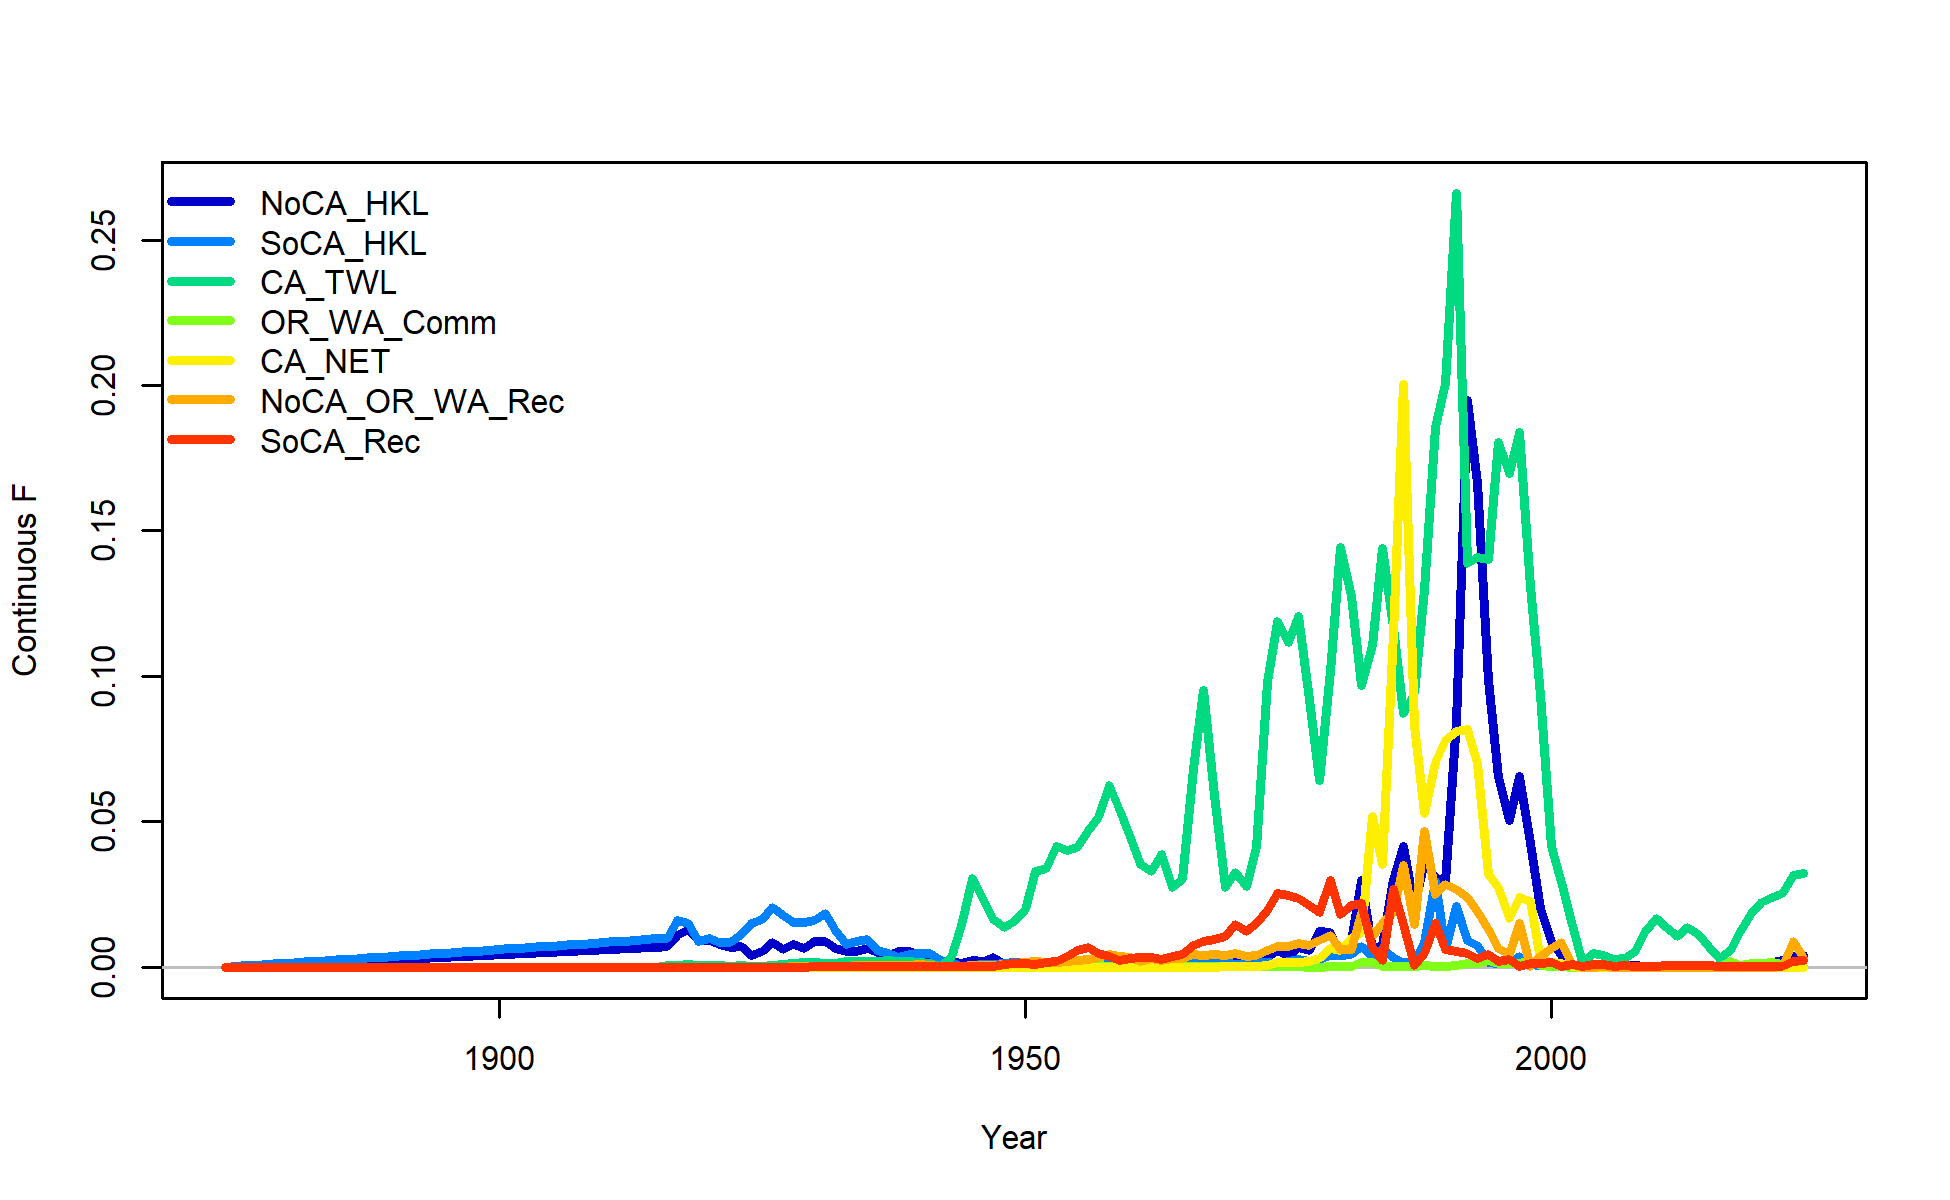 NoCA_HKL
SoCA_HKL
CA_TWL
OR_WA_Comm
CA_NET
NoCA_OR_WA_Rec
SoCA_Rec
Continuous F
0.25
0.20
0.15
0.10
0.05
0.00
1900 1950 2000
Year